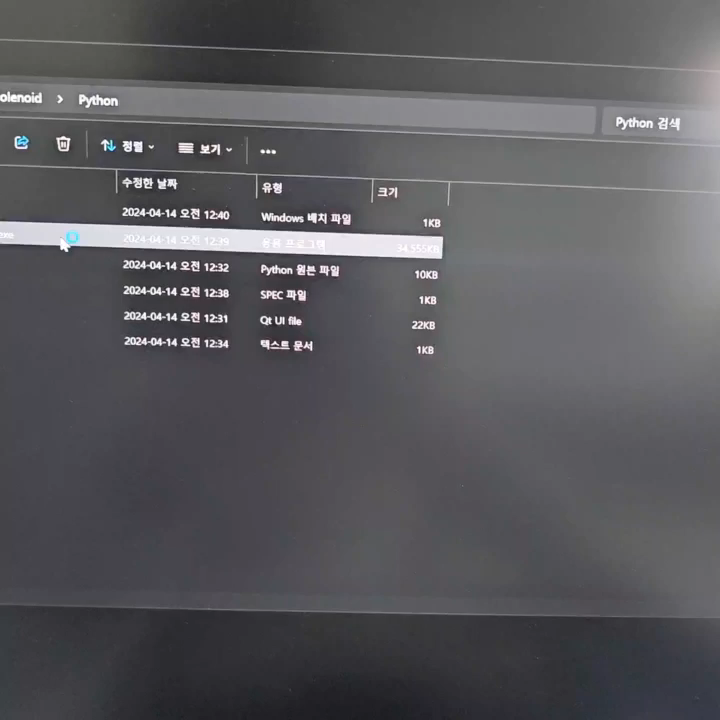 olenoid > Python
Python 검색
정렬 보기 •••
수정한 날짜 유형 크기
2024-04-14 오전 12:40 Windows 배치 파일 1KB
exe 2024-04-14 오전 12:39 응용 프로그램 34,555KB
2024-04-14 오전 12:32 Python 원본 파일 10KB
2024-04-14 오전 12:38 SPEC 파일 1KB
2024-04-14 오전 12:31 Qt UI file 22KB
2024-04-14 오전 12:34 텍스트 문서 1KB